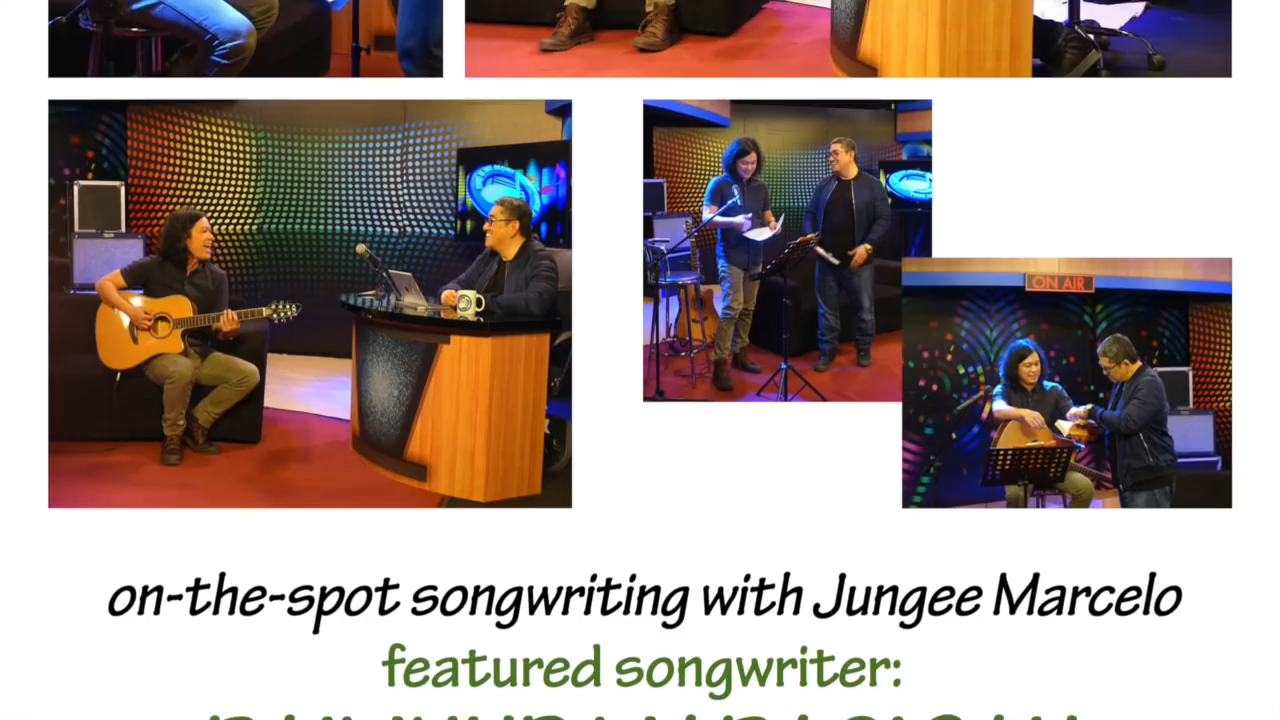 ON AIR
on-the-spot songwriting with Jungee Marcelo
featured songwriter: